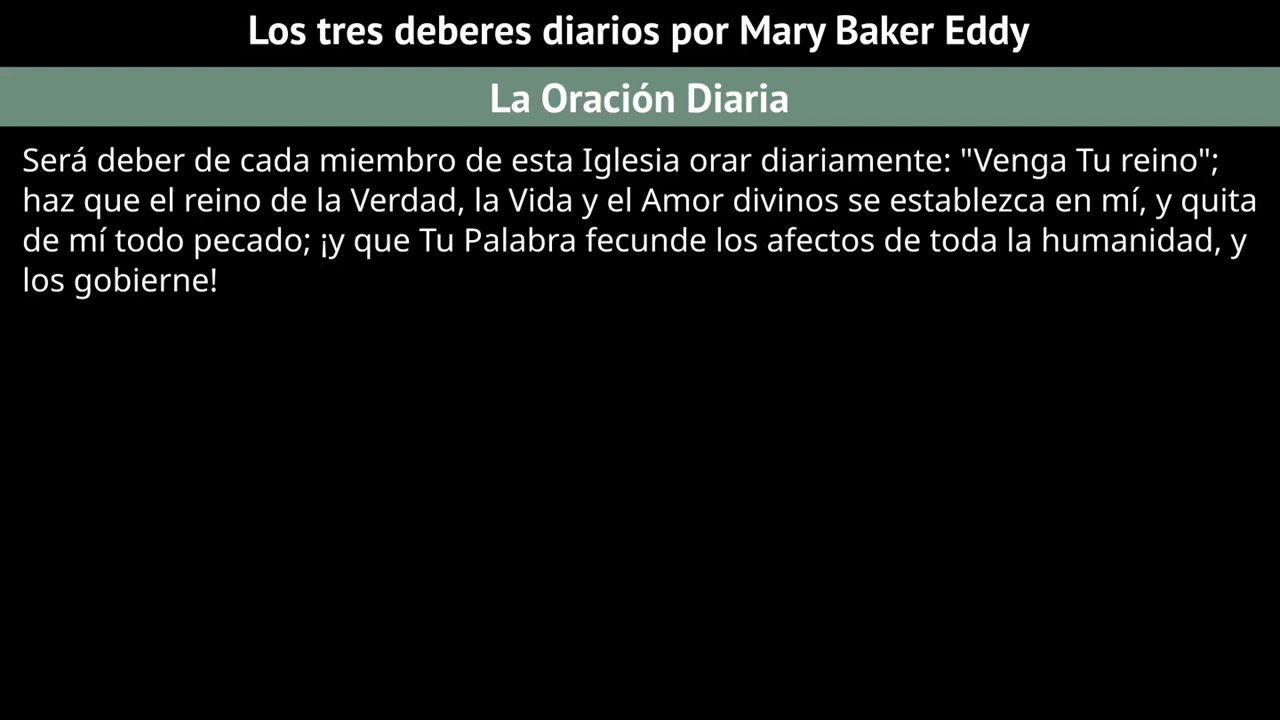 Los tres deberes diarios por Mary Baker Eddy
La Oración Diaria
Será deber de cada miembro de esta Iglesia orar diariamente: "Venga Tu reino";
haz que el reino de la Verdad, la Vida y el Amor divinos se establezca en mí, y quita
de mí todo pecado; ¡y que Tu Palabra fecunde los afectos de toda la humanidad, y
los gobierne!